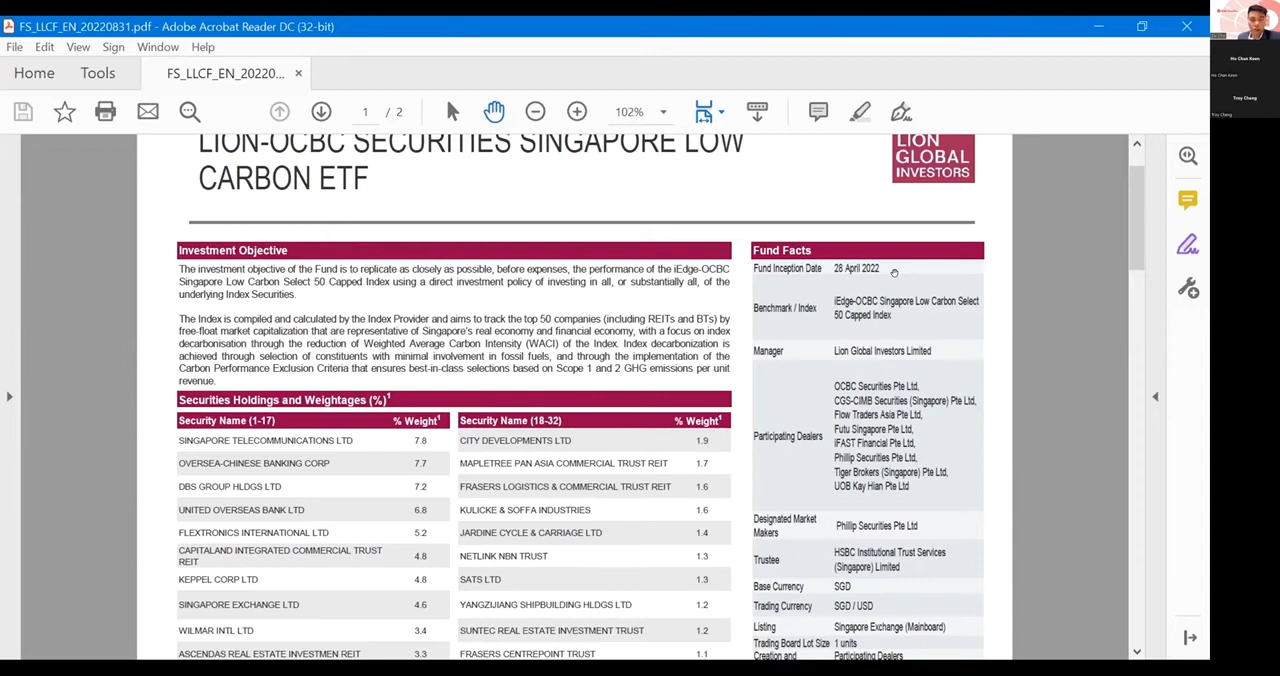 FS_LLCF_EN_20220831.pdf - Adobe Acrobat Reader DC (32-bit)
File Edit View Sign Window Help
Home Tools FS_LLCF_EN_20220... ×
1 / 2 102%
LION-OCBC SECURITIES SINGAPORE LOW
CARBON ETF
LION
GLOBAL
INVESTORS
Investment Objective
The investment objective of the Fund is to replicate as closely as possible, before expenses, the performance of the iEdge-OCBC
Singapore Low Carbon Select 50 Capped Index using a direct investment policy of investing in all, or substantially all, of the
underlying Index Securities.
The Index is compiled and calculated by the Index Provider and aims to track the top 50 companies (including REITs and BTs) by
free-float market capitalization that are representative of Singapore's real economy and financial economy, with a focus on index
decarbonisation through the reduction of Weighted Average Carbon Intensity (WACI) of the Index. Index decarbonization is
achieved through selection of constituents with minimal involvement in fossil fuels, and through the implementation of the
Carbon Performance Exclusion Criteria that ensures best-in-class selections based on Scope 1 and 2 GHG emissions per unit
revenue.
Securities Holdings and Weightages (%)¹
Security Name (1-17) % Weight¹ Security Name (18-32) % Weight¹
SINGAPORE TELECOMMUNICATIONS LTD 7.8 CITY DEVELOPMENTS LTD 1.9
OVERSEA-CHINESE BANKING CORP 7.7 MAPLETREE PAN ASIA COMMERCIAL TRUST REIT 1.7
DBS GROUP HLDGS LTD 7.2 FRASERS LOGISTICS & COMMERCIAL TRUST REIT 1.6
UNITED OVERSEAS BANK LTD 6.8 KULICKE & SOFFA INDUSTRIES 1.6
FLEXTRONICS INTERNATIONAL LTD 5.2 JARDINE CYCLE & CARRIAGE LTD 1.4
CAPITALAND INTEGRATED COMMERCIAL TRUST
REIT 4.8 NETLINK NBN TRUST 1.3
KEPPEL CORP LTD 4.8 SATS LTD 1.3
SINGAPORE EXCHANGE LTD 4.6 YANGZIJIANG SHIPBUILDING HLDGS LTD 1.2
WILMAR INTL LTD 3.4 SUNTEC REAL ESTATE INVESTMENT TRUST 1.2
ASCENDAS REAL ESTATE INVESTMEN REIT 3.3 FRASERS CENTREPOINT TRUST 1.1
Fund Facts
Fund Inception Date 28 April 2022
Benchmark / Index iEdge-OCBC Singapore Low Carbon Select
50 Capped Index
Manager Lion Global Investors Limited
Participating Dealers OCBC Securities Pte Ltd,
CGS-CIMB Securities (Singapore) Pte Ltd,
Flow Traders Asia Pte Ltd,
Futu Singapore Pte Ltd,
iFAST Financial Pte Ltd,
Phillip Securities Pte Ltd,
Tiger Brokers (Singapore) Pte Ltd,
UOB Kay Hian Pte Ltd
Designated Market
Makers Phillip Securities Pte Ltd
Trustee HSBC Institutional Trust Services
(Singapore) Limited
Base Currency SGD
Trading Currency SGD / USD
Listing Singapore Exchange (Mainboard)
Trading Board Lot Size 1 units
Creation and Participating Dealers
Ho Chan Keen
Ho Chan Keen
Troy Cheng
Troy Cheng